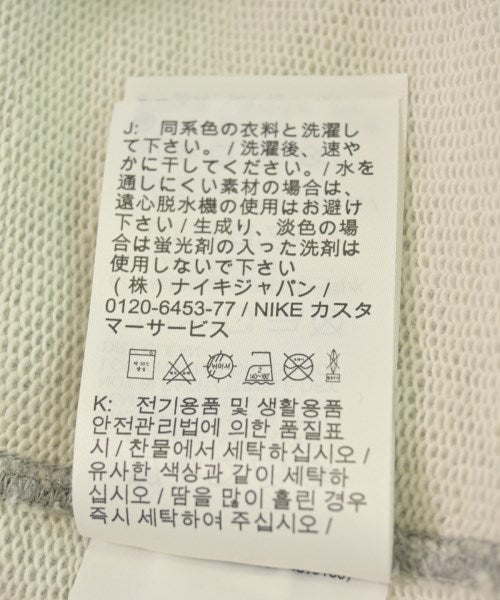 J: 同系色の衣料と洗濯し
て下さい。/ 洗濯後、速や
かに干してください。/ 水を
通しにくい素材の場合は、
遠心脱水機の使用はお避け
下さい / 生成り、淡色の場
合は蛍光剤の入った洗剤は
使用しないで下さい
(株) ナイキジャパン /
0120-6453-77 / NIKE カスタ
マーサービス
K: 전기용품 및 생활용품
안전관리법에 의한 품질표
시 / 찬물에서 세탁하십시오 /
유사한 색상과 같이 세탁하
십시오 / 땀을 많이 흘린 경우
즉시 세탁하여 주십시오 /